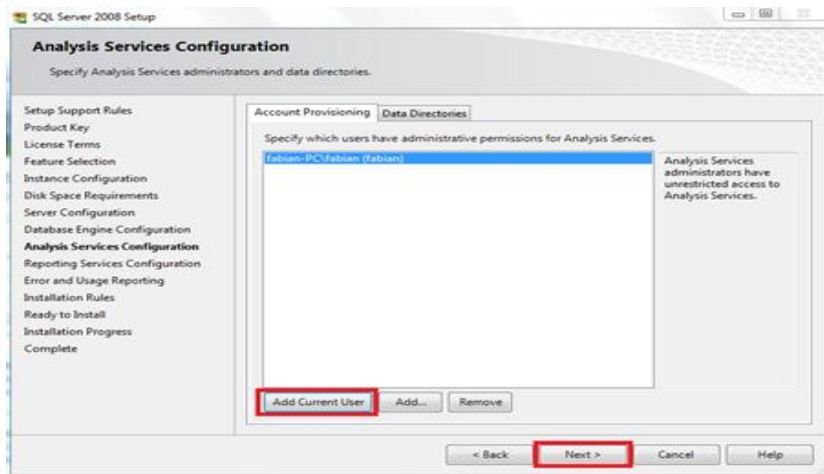 SQL Server 2008 Setup
Analysis Services Configuration
Specify Analysis Services administrators and data directories.
Setup Support Rules
Product Key
License Terms
Feature Selection
Instance Configuration
Disk Space Requirements
Server Configuration
Database Engine Configuration
Analysis Services Configuration
Reporting Services Configuration
Error and Usage Reporting
Installation Rules
Ready to Install
Installation Progress
Complete
Account Provisioning Data Directories
Specify which users have administrative permissions for Analysis Services.
fabian-PC\fabian (fabian)
Analysis Services
administrators have
unrestricted access to
Analysis Services.
Add Current User Add... Remove
< Back Next > Cancel Help